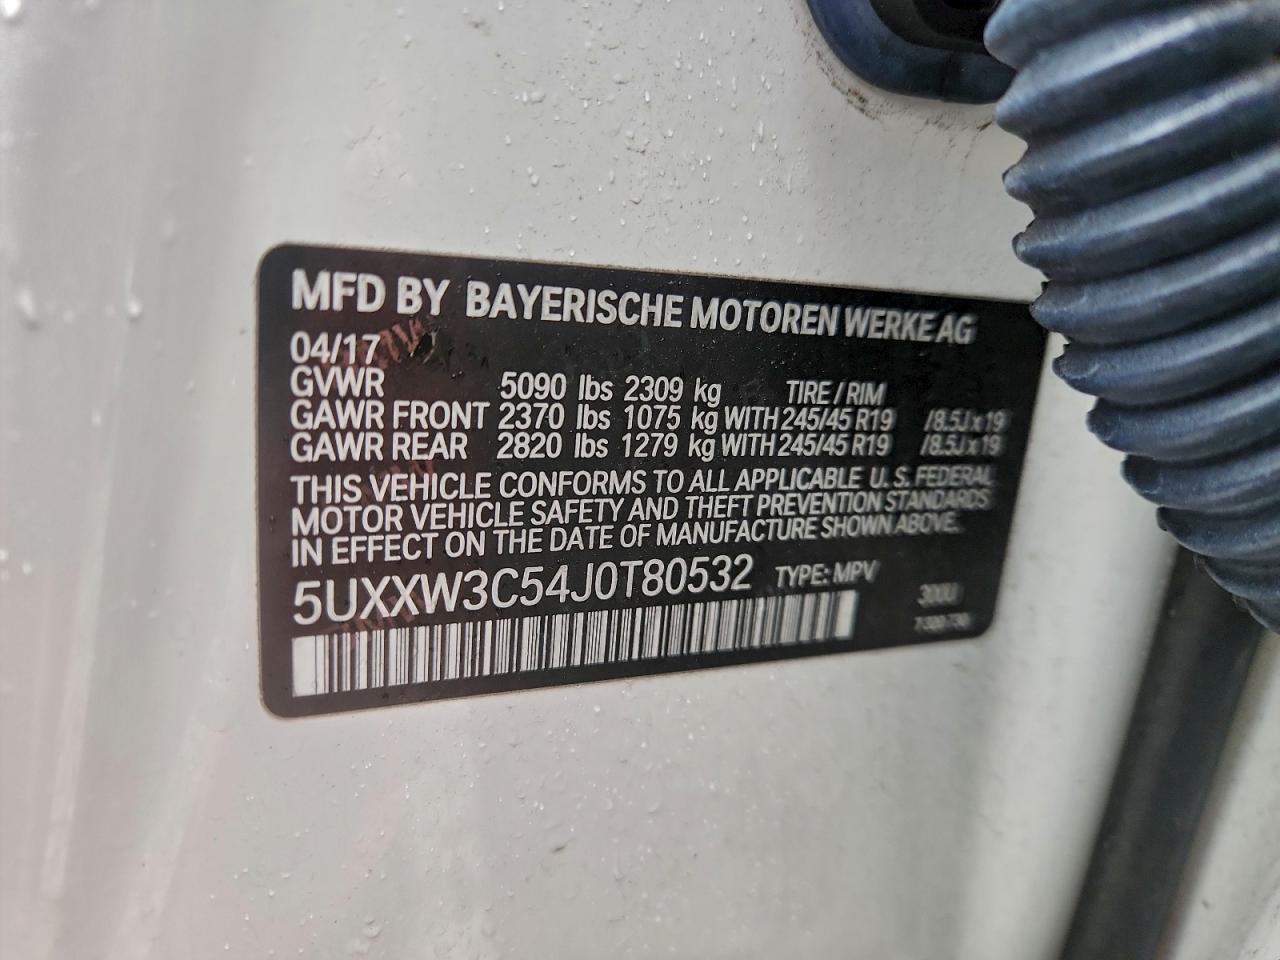 MFD BY BAYERISCHE MOTOREN WERKE AG
04/17
GVWR 5090 lbs 2309 kg TIRE / RIM
GAWR FRONT 2370 lbs 1075 kg WITH 245/45 R19 /8.5J x 19
GAWR REAR 2820 lbs 1279 kg WITH 245/45 R19 /8.5J x 19
THIS VEHICLE CONFORMS TO ALL APPLICABLE U. S. FEDERAL
MOTOR VEHICLE SAFETY AND THEFT PREVENTION STANDARDS
IN EFFECT ON THE DATE OF MANUFACTURE SHOWN ABOVE.
5UXXW3C54J0T80532 TYPE: MPV